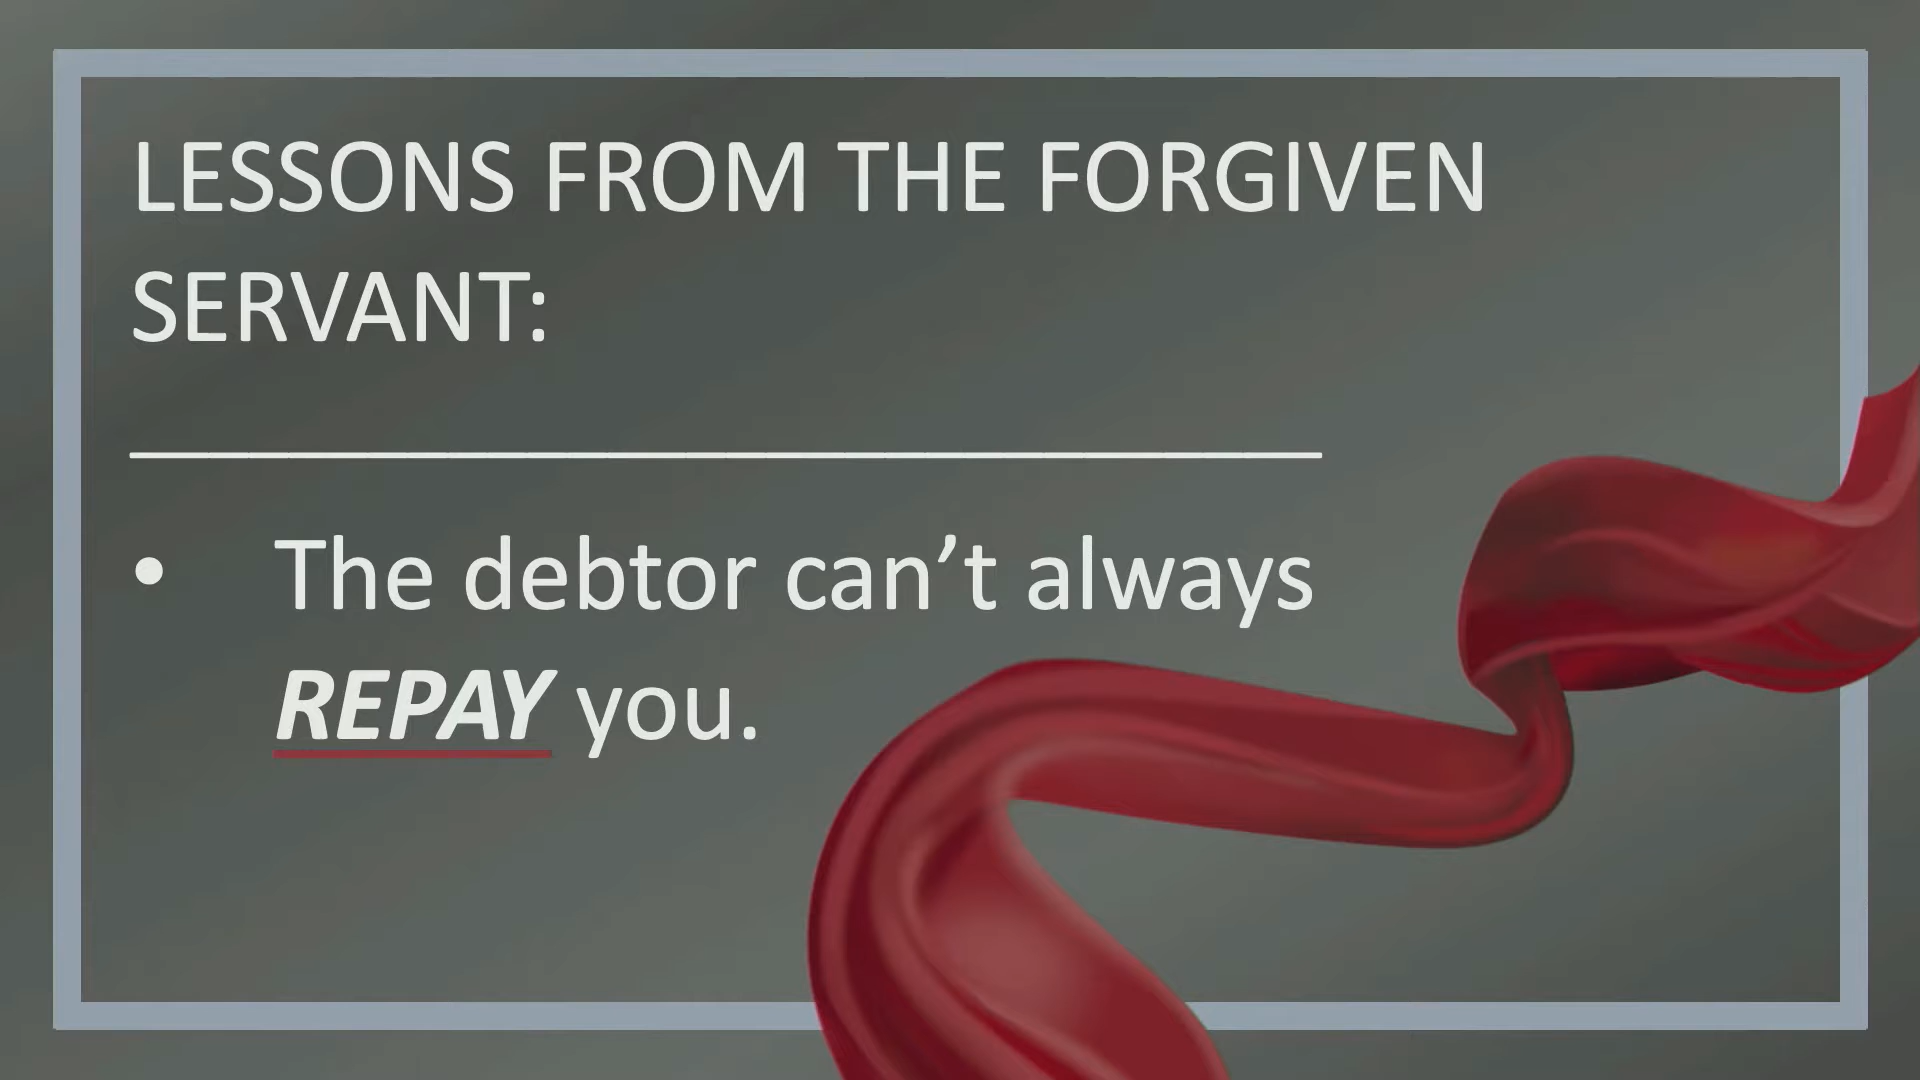 LESSONS FROM THE FORGIVEN
SERVANT:
• The debtor can’t always
REPAY you.